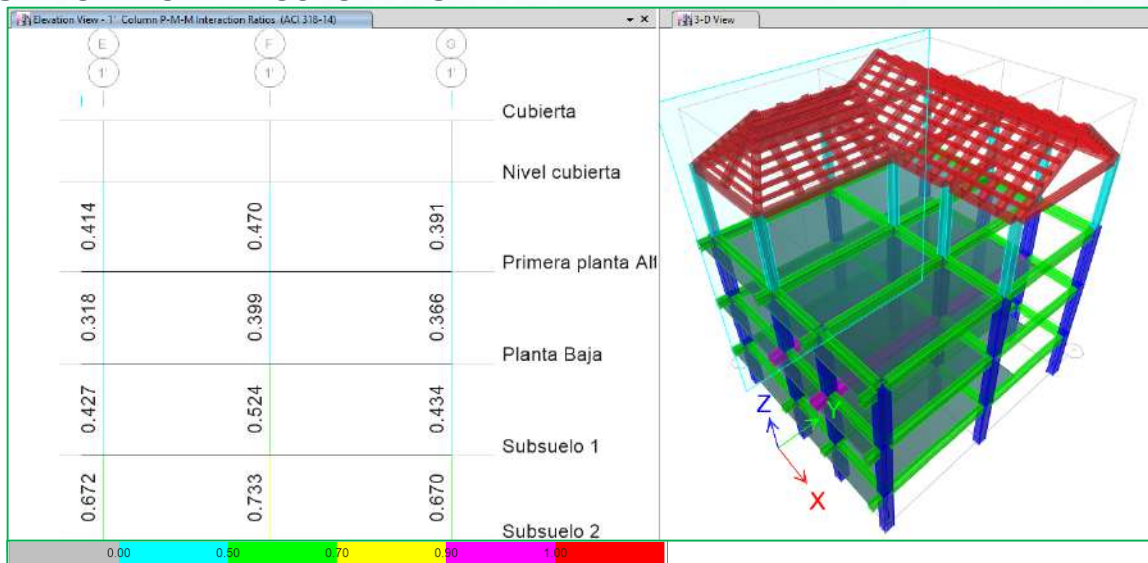 Elevation View - 1' Column P-M-M Interaction Ratios (ACI 318-14)
3-D View
E F G
1' 1' 1'
Cubierta
Nivel cubierta
0.414 0.470 0.391
Primera planta Alt
0.318 0.399 0.366
Planta Baja
0.427 0.524 0.434
Subsuelo 1
0.672 0.733 0.670
Subsuelo 2
0.00 0.50 0.70 0.90 1.00
Z Y
X